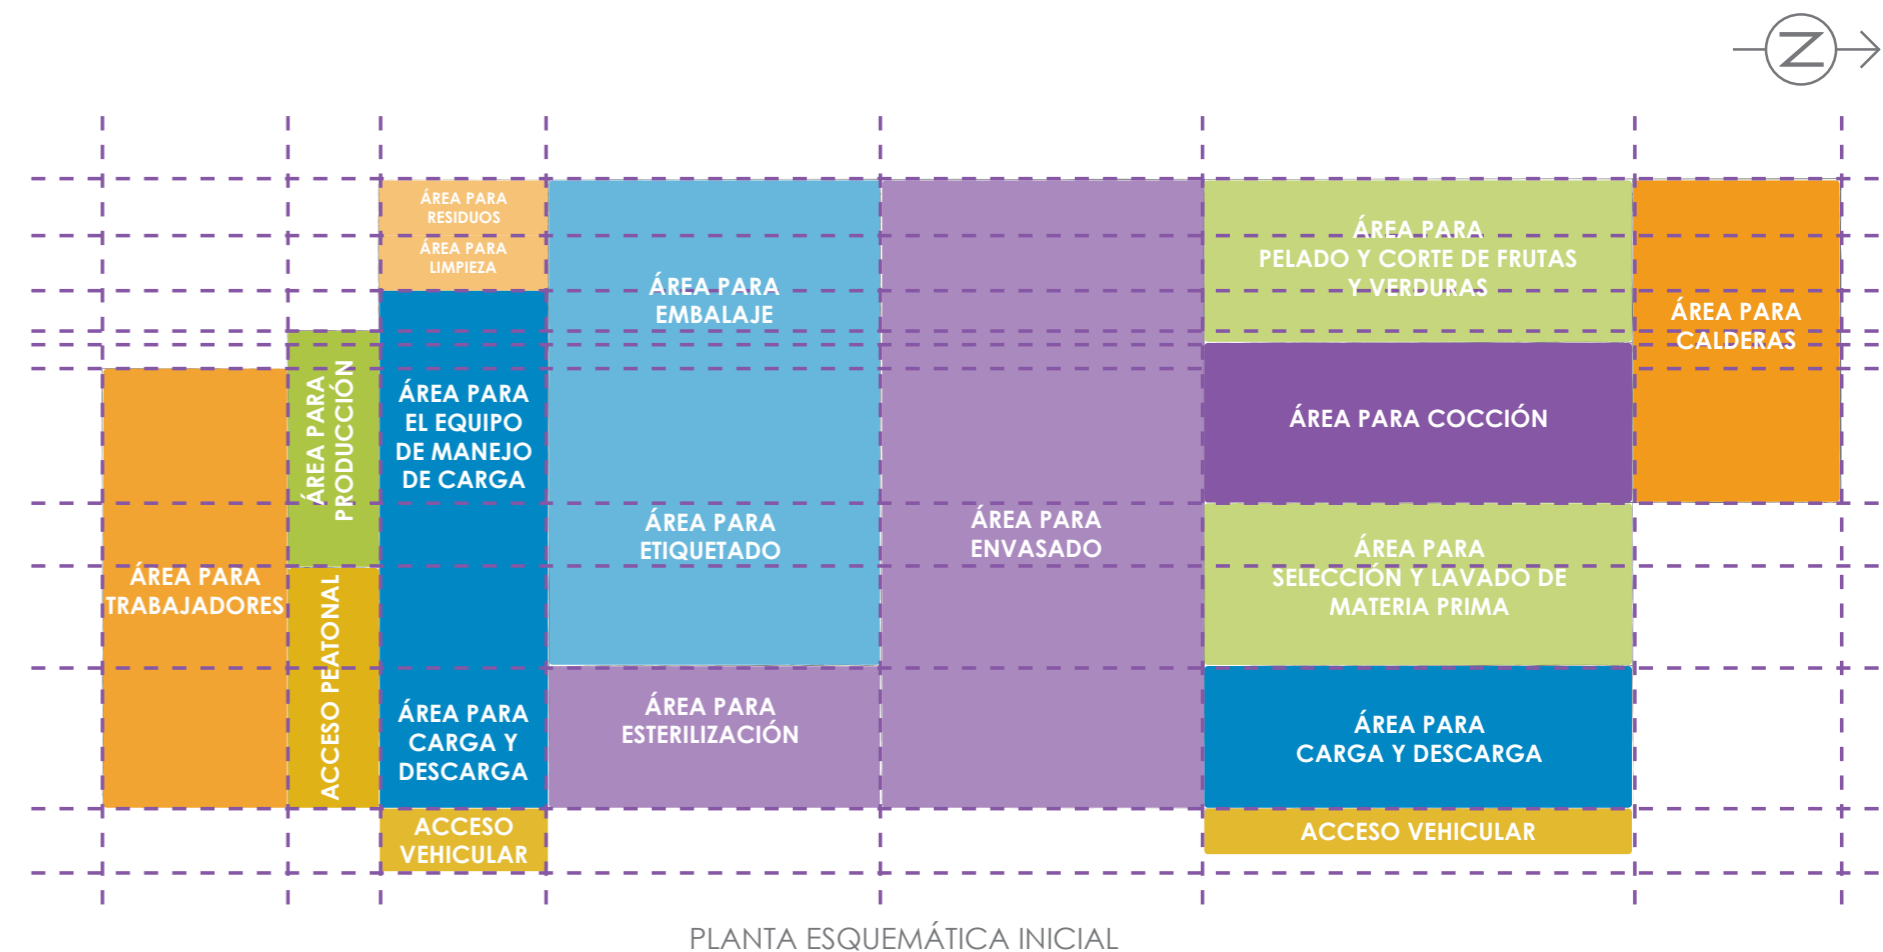 N
ÁREA PARA
RESIDUOS
ÁREA PARA
LIMPIEZA
ÁREA PARA
EMBALAJE
ÁREA PARA
PELADO Y CORTE DE FRUTAS
Y VERDURAS
ÁREA PARA
CALDERAS
ÁREA PARA
PRODUCCIÓN
ÁREA PARA
EL EQUIPO
DE MANEJO
DE CARGA
ÁREA PARA COCCIÓN
ÁREA PARA
TRABAJADORES
ÁREA PARA
ETIQUETADO
ÁREA PARA
ENVASADO
ÁREA PARA
SELECCIÓN Y LAVADO DE
MATERIA PRIMA
ACCESO PEATONAL
ÁREA PARA
CARGA Y
DESCARGA
ÁREA PARA
ESTERILIZACIÓN
ÁREA PARA
CARGA Y DESCARGA
ACCESO
VEHICULAR
ACCESO VEHICULAR
PLANTA ESQUEMÁTICA INICIAL